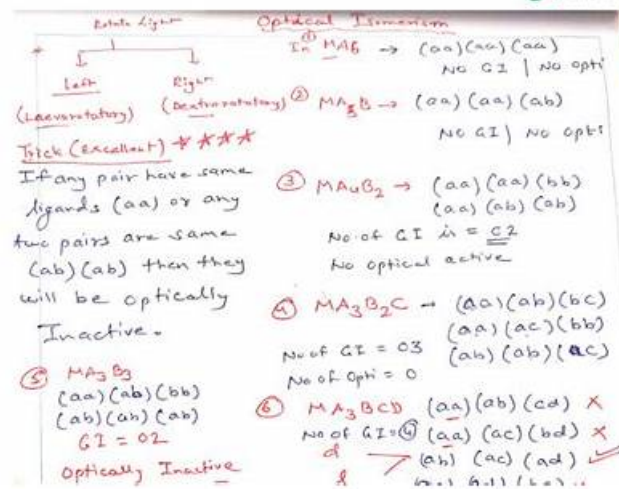 Rotate Light
Left
Right
(Laevorotatory)
(Dextrorotatory)
Trick (Excellent) ****
If any pair have same
ligands (aa) or any
two pairs are same
(ab)(ab) then they
will be optically
Inactive.
⑤ MA3B3
(aa)(ab)(bb)
(ab)(ab)(ab)
GI = 02
Optically Inactive
Optical Isomerism
① In MA6 → (aa)(aa)(aa)
NO GI | NO opti
② MA5B → (aa)(aa)(ab)
NO GI | NO opti
③ MA4B2 → (aa)(aa)(bb)
(aa)(ab)(ab)
No. of GI is = 02
No optical active
④ MA3B2C → (aa)(ab)(bc)
(aa)(ac)(bb)
(ab)(ab)(ac)
No of GI = 03
No of Opti = 0
⑥ MA3BCD (aa)(ab)(cd) X
No of GI = ④ (aa)(ac)(bd) X
d (ab)(ac)(ad) ✓
l